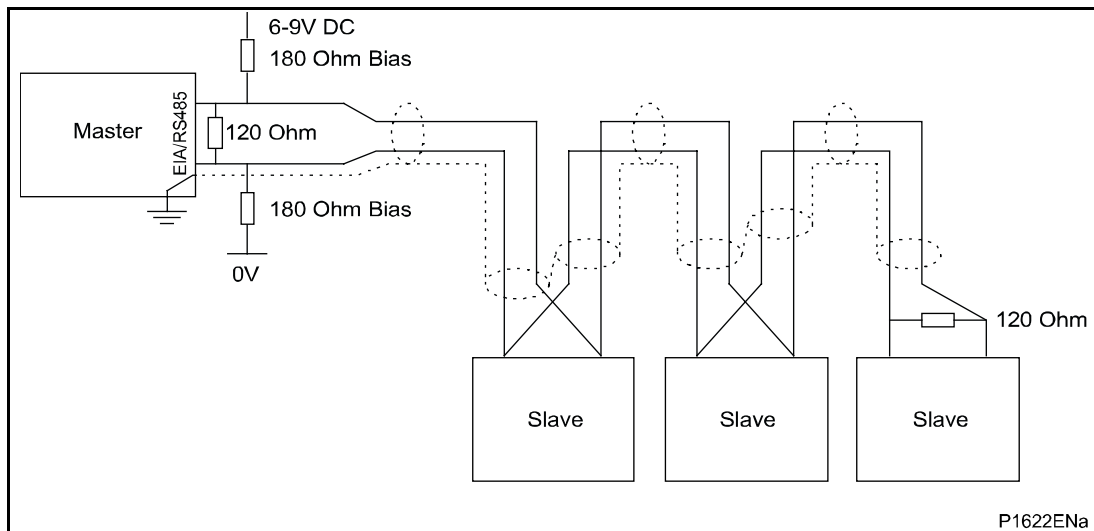 6-9V DC
180 Ohm Bias
Master
EIA/RS485
120 Ohm
180 Ohm Bias
0V
120 Ohm
Slave
Slave
Slave
P1622ENa